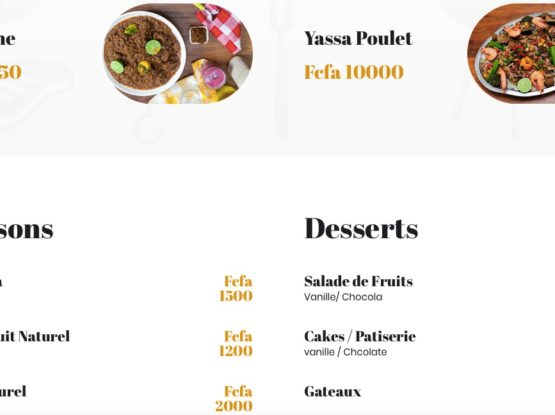 ne
50
Yassa Poulet
Fcfa 10000
sons
a
Fcfa
1500
uit Naturel
Fcfa
1200
urel
Fcfa
2000
Desserts
Salade de Fruits
Vanille/ Chocola
Cakes / Patiserie
vanille / Chcolate
Gateaux